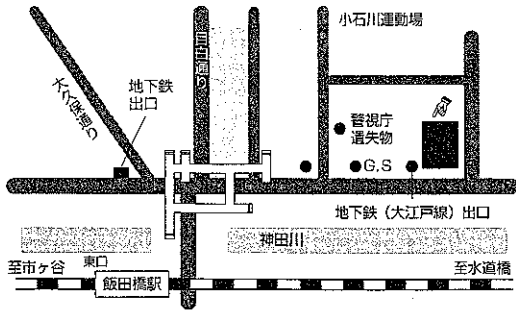 小石川運動場
目白通り
大久保通り
地下鉄
出口
警視庁
遺失物
G.S
地下鉄（大江戸線）出口
神田川
至市ヶ谷
東口
飯田橋駅
至水道橋